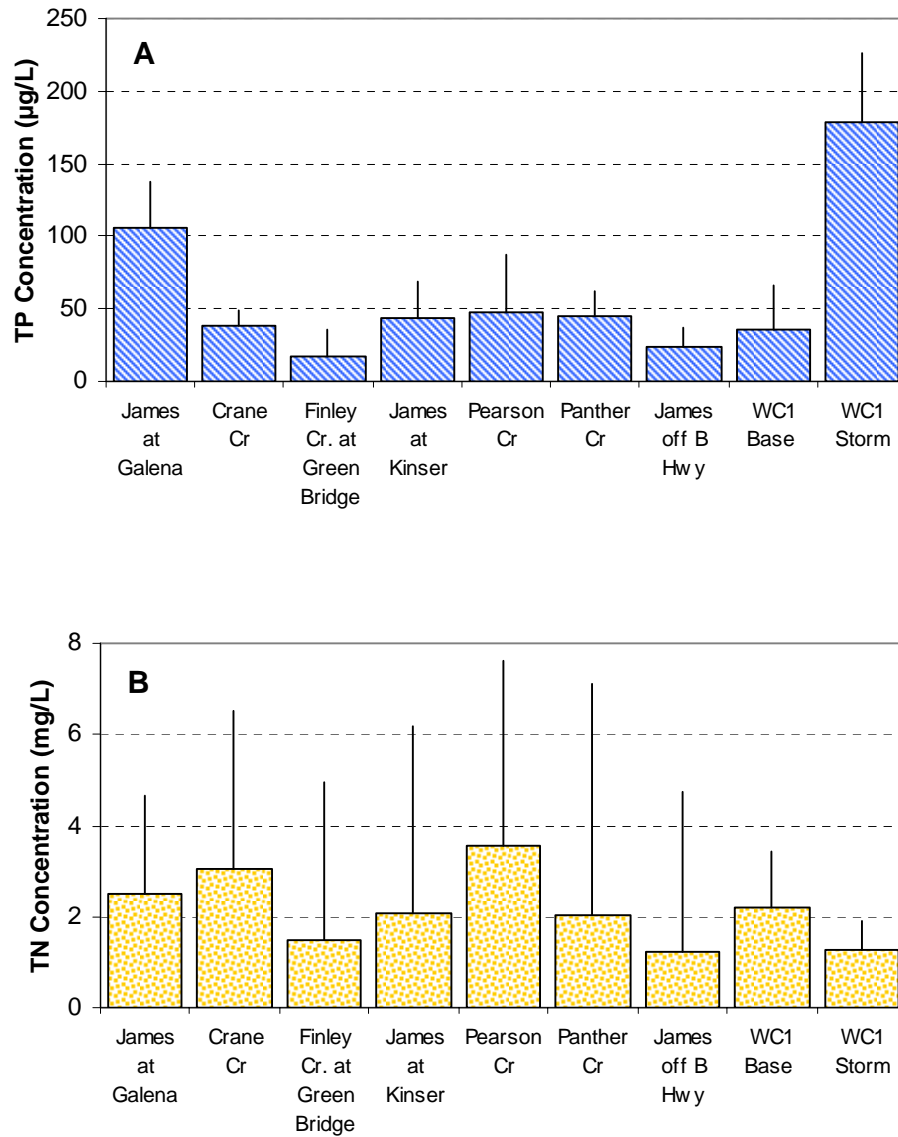 A
TP Concentration (µg/L)
250
200
150
100
50
0
James
at
Galena
Crane
Cr
Finley
Cr. at
Green
Bridge
James
at
Kinser
Pearson
Cr
Panther
Cr
James
off B
Hwy
WC1
Base
WC1
Storm
B
TN Concentration (mg/L)
8
6
4
2
0
James
at
Galena
Crane
Cr
Finley
Cr. at
Green
Bridge
James
at
Kinser
Pearson
Cr
Panther
Cr
James
off B
Hwy
WC1
Base
WC1
Storm